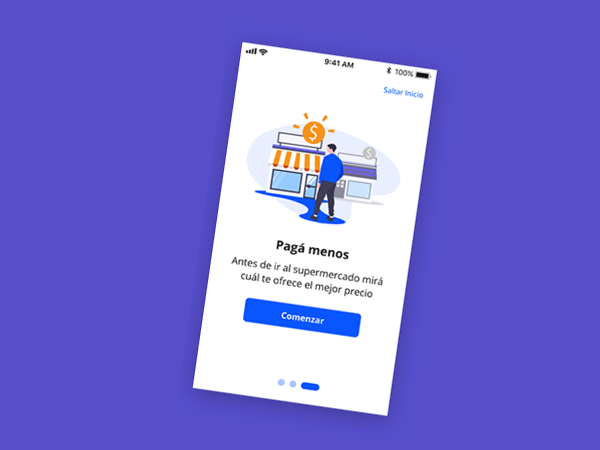 9:41 AM
100%
Saltar Inicio
$
$
Pagá menos
Antes de ir al supermercado mirá
cuál te ofrece el mejor precio
Comenzar